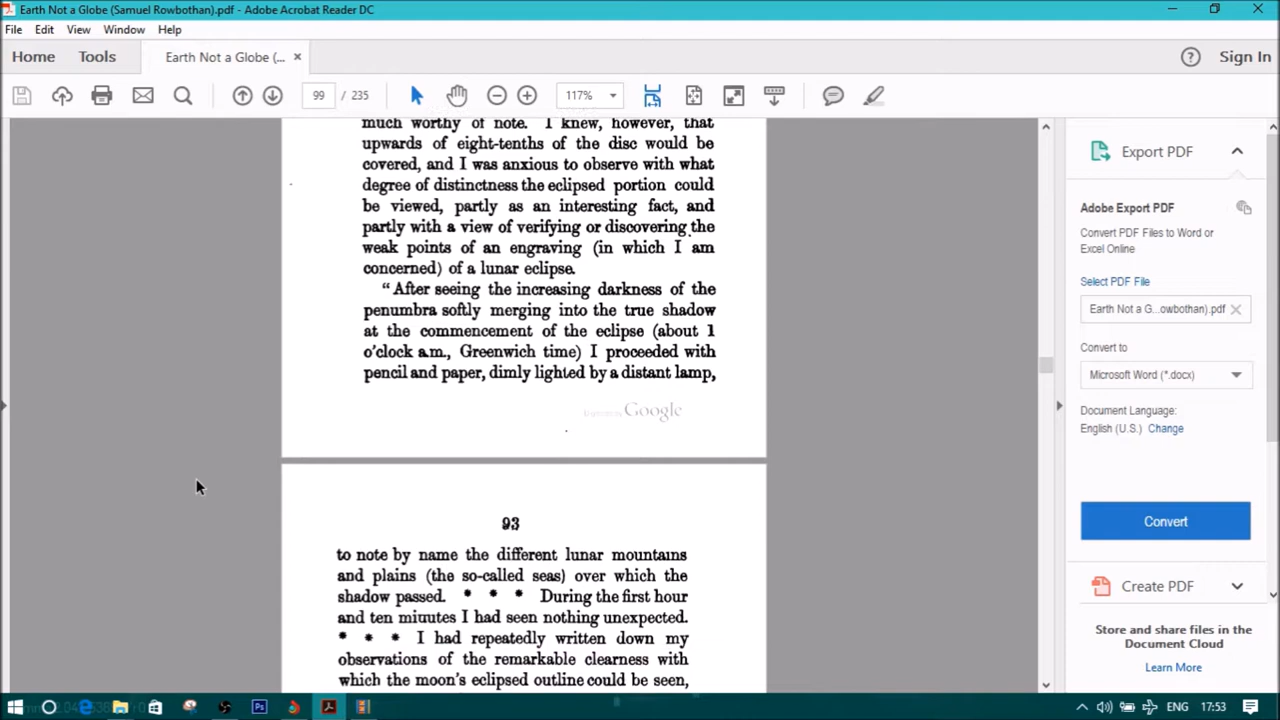 Earth Not a Globe (Samuel Rowbothan).pdf - Adobe Acrobat Reader DC
File Edit View Window Help
Home Tools Earth Not a Globe (... × Sign In
99 / 235 117%
much worthy of note. I knew, however, that
upwards of eight-tenths of the disc would be
covered, and I was anxious to observe with what
degree of distinctness the eclipsed portion could
be viewed, partly as an interesting fact, and
partly with a view of verifying or discovering the
weak points of an engraving (in which I am
concerned) of a lunar eclipse.
“After seeing the increasing darkness of the
penumbra softly merging into the true shadow
at the commencement of the eclipse (about 1
o'clock a.m., Greenwich time) I proceeded with
pencil and paper, dimly lighted by a distant lamp,
Google
93
to note by name the different lunar mountains
and plains (the so-called seas) over which the
shadow passed. * * * During the first hour
and ten minutes I had seen nothing unexpected.
* * * I had repeatedly written down my
observations of the remarkable clearness with
which the moon's eclipsed outline could be seen,
Export PDF
Adobe Export PDF
Convert PDF Files to Word or
Excel Online
Select PDF File
Earth Not a G...owbothan).pdf ×
Convert to
Microsoft Word (*.docx)
Document Language:
English (U.S.) Change
Convert
Create PDF
Store and share files in the
Document Cloud
Learn More
ENG 17:53